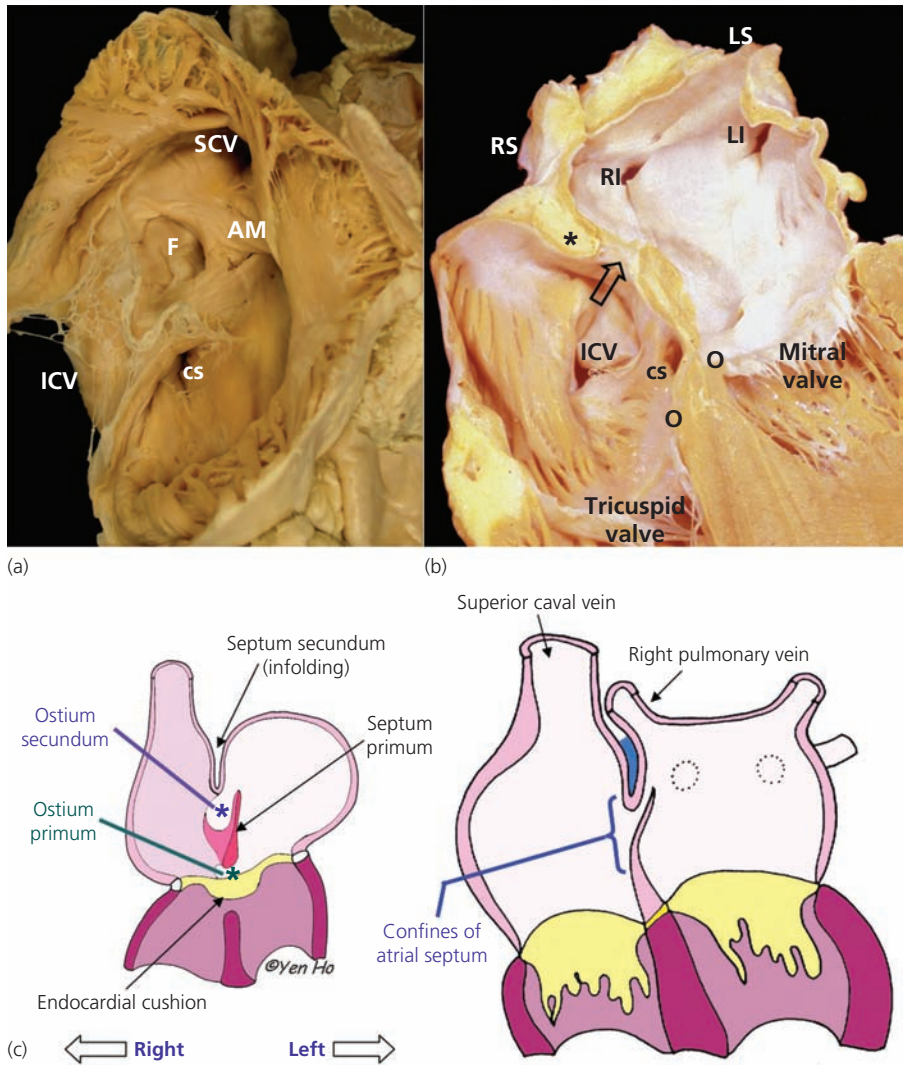 LS
SCV
LI
RS
RI
AM
F
*
ICV
cs
Mitral
valve
O
ICV
cs
O
Tricuspid
valve
(a)
(b)
Superior caval vein
Septum secundum
(infolding)
Right pulmonary vein
Ostium
secundum
Septum
primum
*
Ostium
primum
*
Confines of
atrial septum
©Yen Ho
Endocardial cushion
(c)
Right
Left